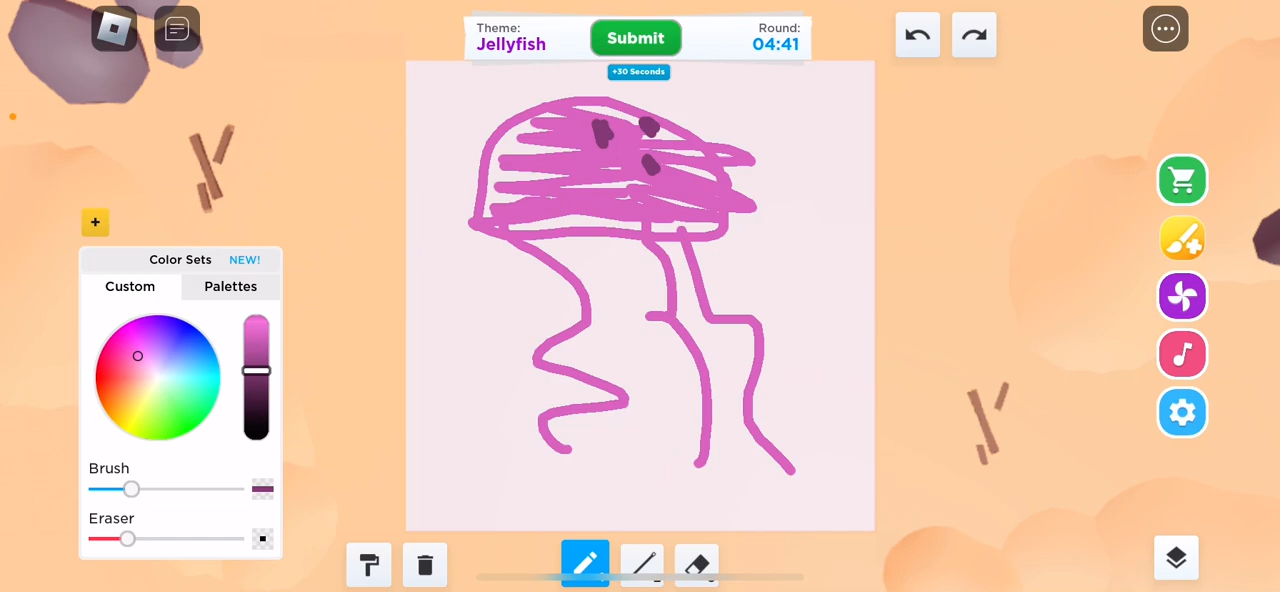 Theme:
Jellyfish
Submit
Round:
04:41
+30 Seconds
+
Color Sets NEW!
Custom Palettes
Brush
Eraser